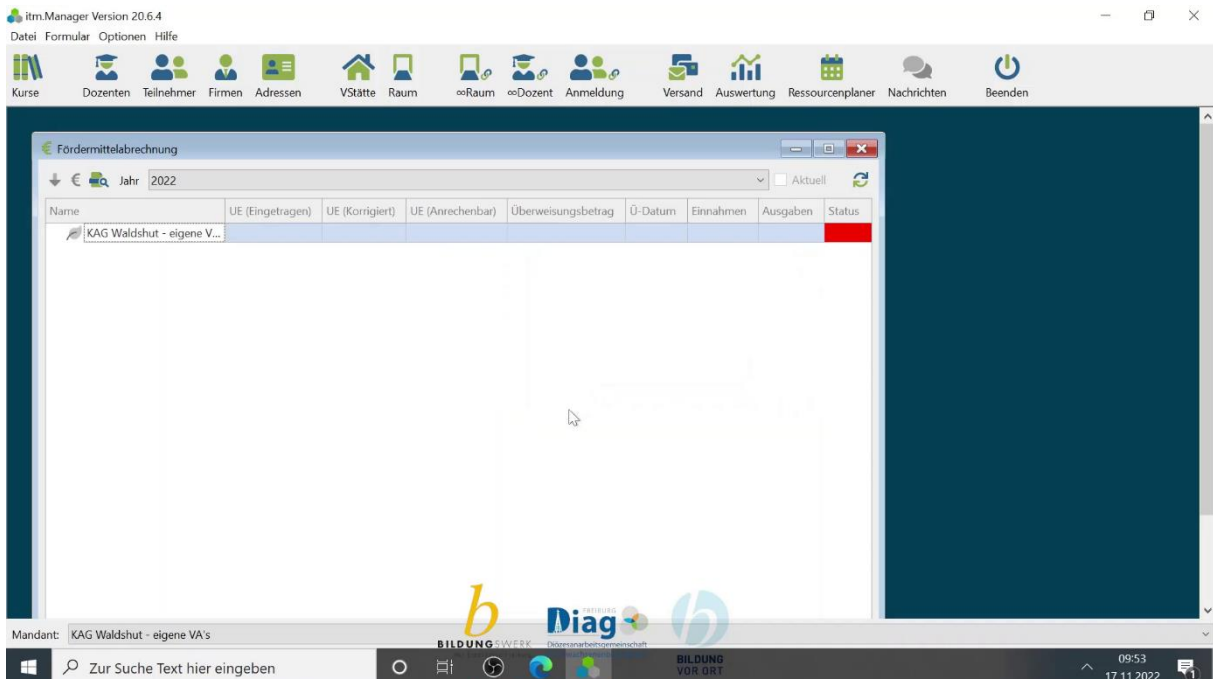 itm.Manager Version 20.6.4
Datei Formular Optionen Hilfe
Kurse Dozenten Teilnehmer Firmen Adressen VStätte Raum ∞Raum ∞Dozent Anmeldung Versand Auswertung Ressourcenplaner Nachrichten Beenden
Fördermittelabrechnung
Jahr 2022 Aktuell
Name UE (Eingetragen) UE (Korrigiert) UE (Anrechenbar) Überweisungsbetrag Ü-Datum Einnahmen Ausgaben Status
KAG Waldshut - eigene V...
b
Diag
b
Mandant: KAG Waldshut - eigene VA's
BILDUNGSWERK Diözesanarbeitsgemeinschaft
BILDUNG
VOR ORT
Zur Suche Text hier eingeben
09:53
17.11.2022
1